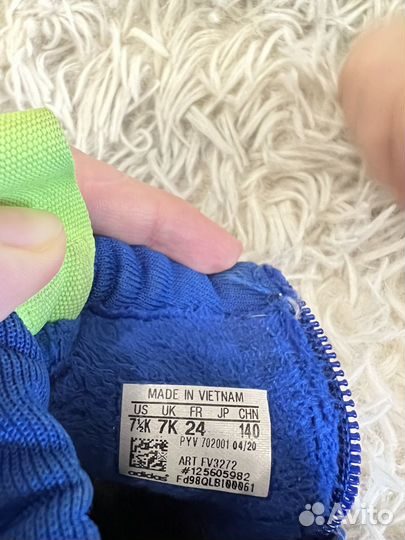 MADE IN VIETNAM
US UK FR JP CHN
7½K 7K 24 140
PYV 702001 04/20
ART FV3272
#125605982
adidas Fd98QLBI00061
Avito